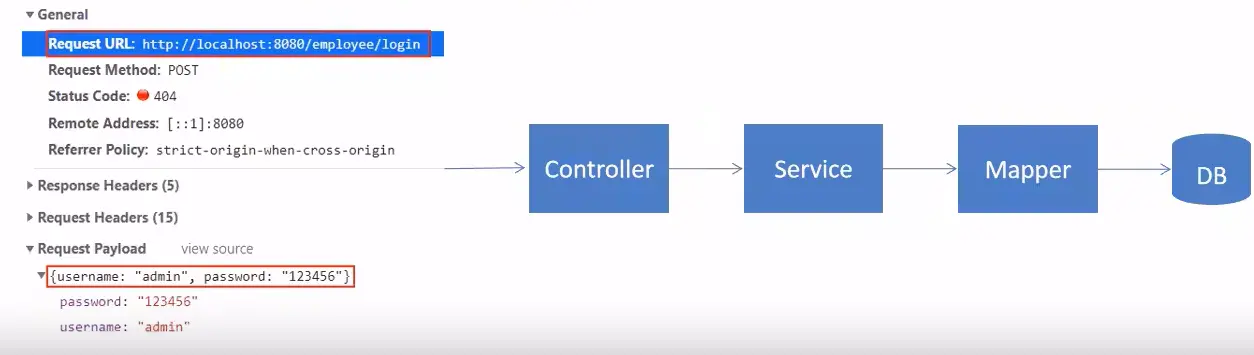 General
Request URL: http://localhost:8080/employee/login
Request Method: POST
Status Code: 404
Remote Address: [::1]:8080
Referrer Policy: strict-origin-when-cross-origin
Response Headers (5)
Request Headers (15)
Request Payload view source
{username: "admin", password: "123456"}
password: "123456"
username: "admin"
Controller
Service
Mapper
DB